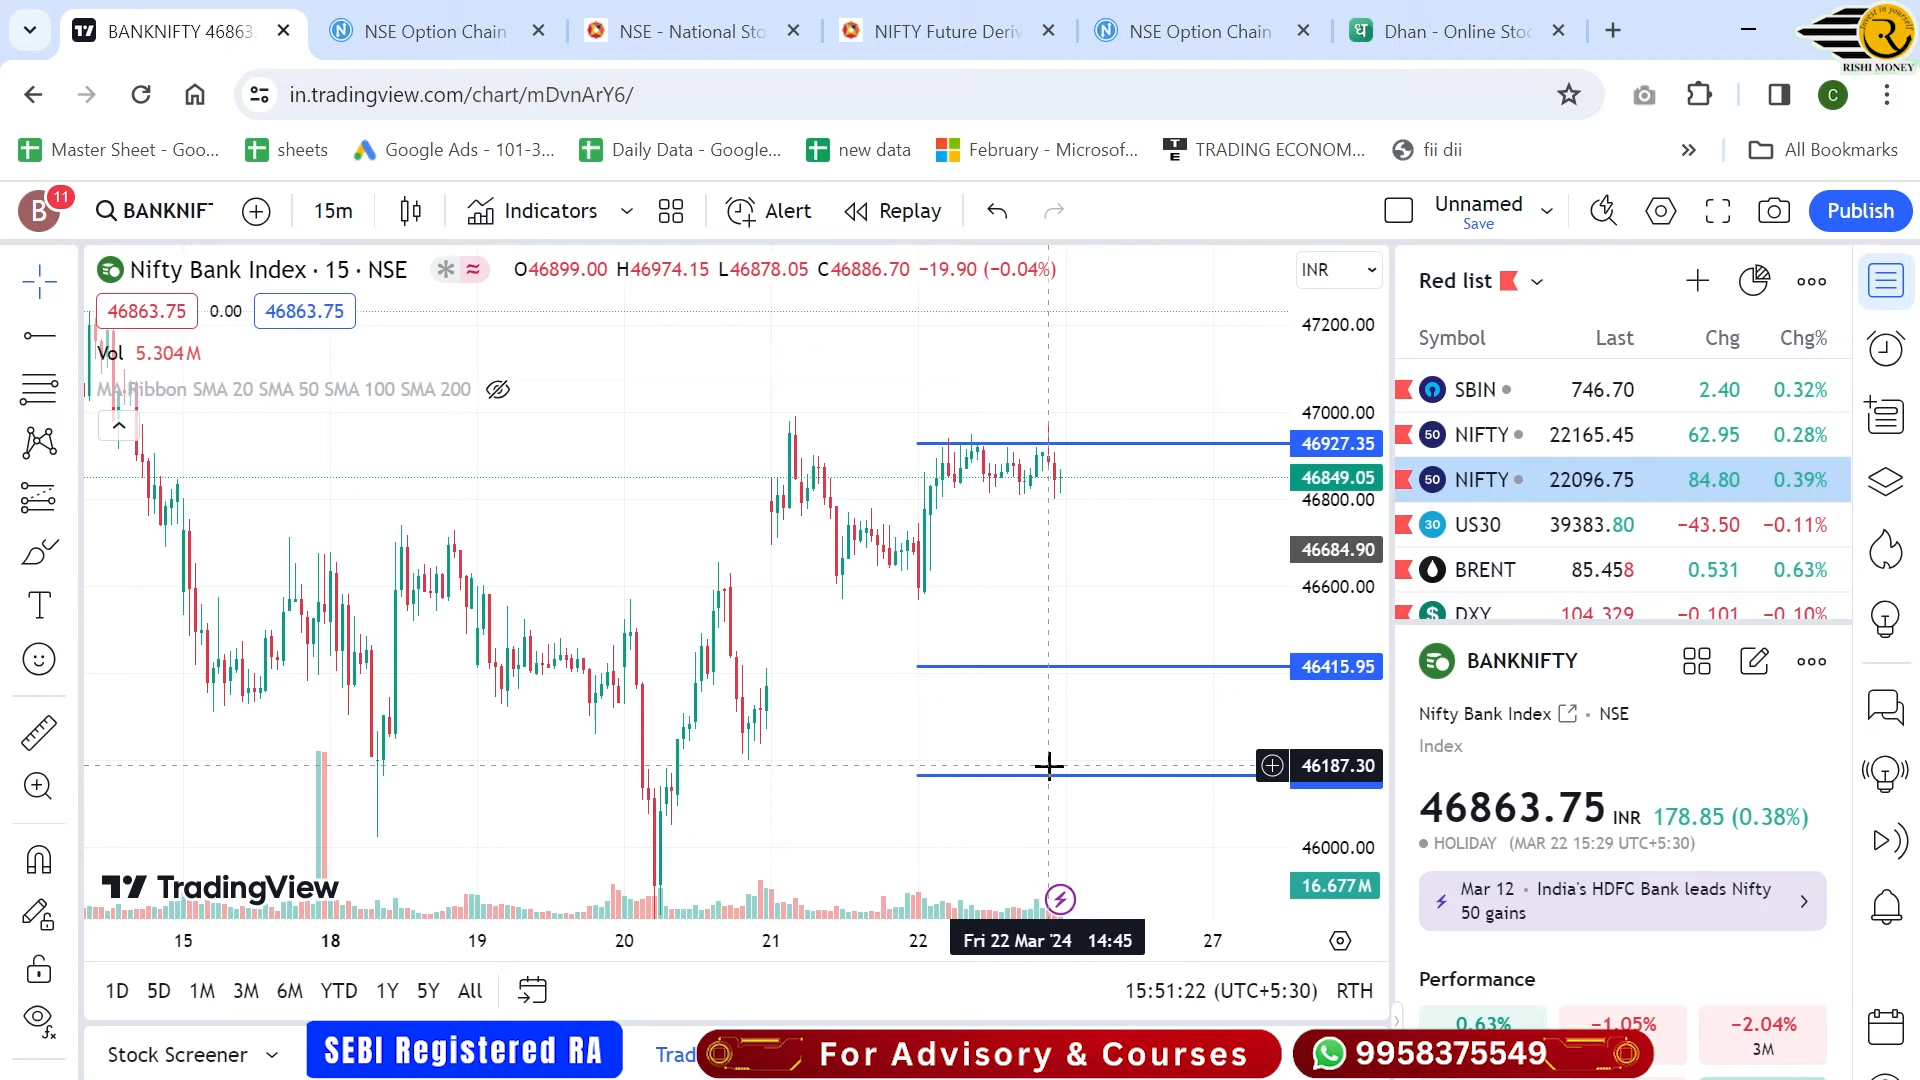 BANKNIFTY 46863.
NSE Option Chain
NSE - National Sto
NIFTY Future Deriv
NSE Option Chain
Dhan - Online Stoc
RISHI MONEY
in.tradingview.com/chart/mDvnArY6/
C
Master Sheet - Goo...
sheets
Google Ads - 101-3...
Daily Data - Google...
new data
February - Microsof...
TRADING ECONOM...
fii dii
All Bookmarks
B
11
BANKNIF
15m
Indicators
Alert
Replay
Unnamed
Save
Publish
Nifty Bank Index · 15 · NSE
O46899.00 H46974.15 L46878.05 C46886.70 −19.90 (−0.04%)
INR
46863.75
0.00
46863.75
Vol 5.304M
MA Ribbon SMA 20 SMA 50 SMA 100 SMA 200
47200.00
47000.00
46927.35
46849.05
46800.00
46684.90
46600.00
46415.95
46187.30
46000.00
16.677M
TradingView
15
18
19
20
21
22
Fri 22 Mar '24 14:45
27
1D 5D 1M 3M 6M YTD 1Y 5Y All
15:51:22 (UTC+5:30) RTH
Red list
Symbol Last Chg Chg%
SBIN 746.70 2.40 0.32%
50 NIFTY 22165.45 62.95 0.28%
50 NIFTY 22096.75 84.80 0.39%
30 US30 39383.80 −43.50 −0.11%
BRENT 85.458 0.531 0.63%
DXY 104.329 −0.101 −0.10%
BANKNIFTY
Nifty Bank Index · NSE
Index
46863.75 INR 178.85 (0.38%)
HOLIDAY (MAR 22 15:29 UTC+5:30)
Mar 12 · India's HDFC Bank leads Nifty
50 gains
Performance
0.63%
−1.05%
−2.04%
3M
Stock Screener
SEBI Registered RA
Trad
For Advisory & Courses
9958375549